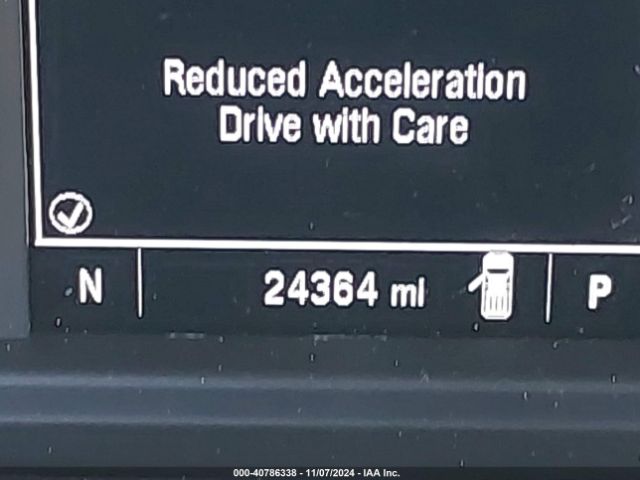 Reduced Acceleration
Drive with Care
N 24364 mi P
000-40786338 - 11/07/2024 - IAA Inc.